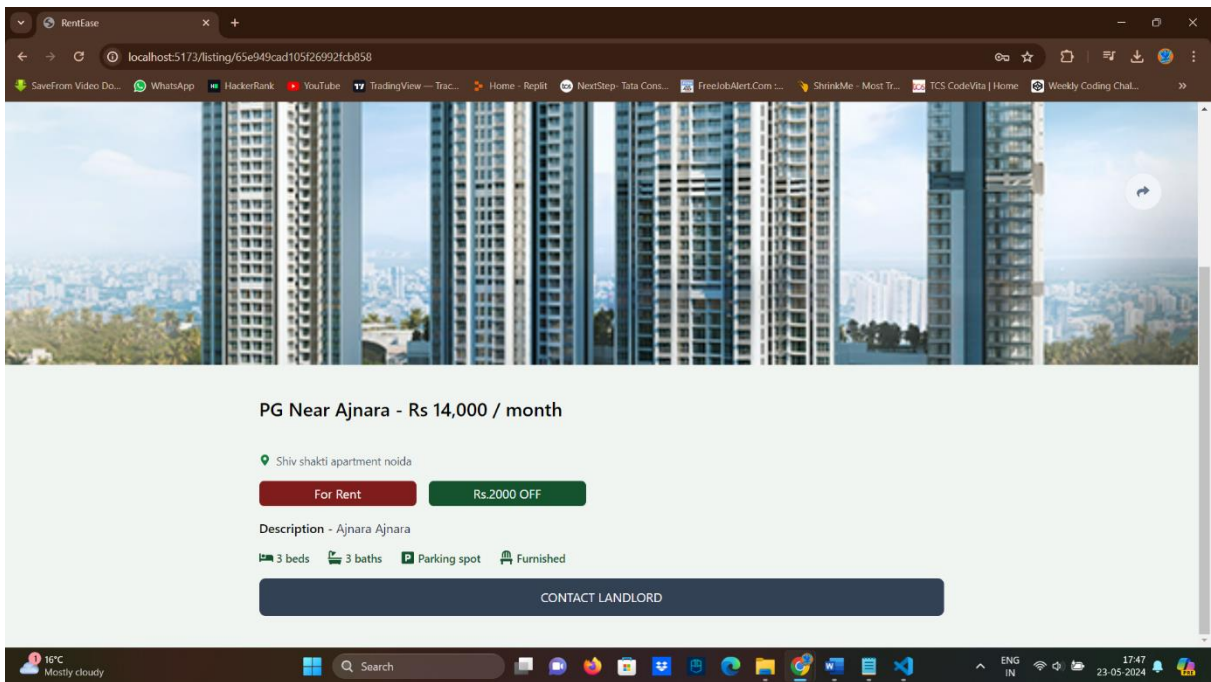 RentEase
localhost:5173/listing/65e949cad105f26992fcb858
SaveFrom Video Do... WhatsApp HackerRank YouTube TradingView — Trac... Home - Replit NextStep- Tata Cons... FreeJobAlert.Com :... ShrinkMe - Most Tr... TCS CodeVita | Home Weekly Coding Chal...
PG Near Ajnara - Rs 14,000 / month
Shiv shakti apartment noida
For Rent Rs.2000 OFF
Description - Ajnara Ajnara
3 beds 3 baths P Parking spot Furnished
CONTACT LANDLORD
1 16°C ENG 17:47
Mostly cloudy Search IN 23-05-2024